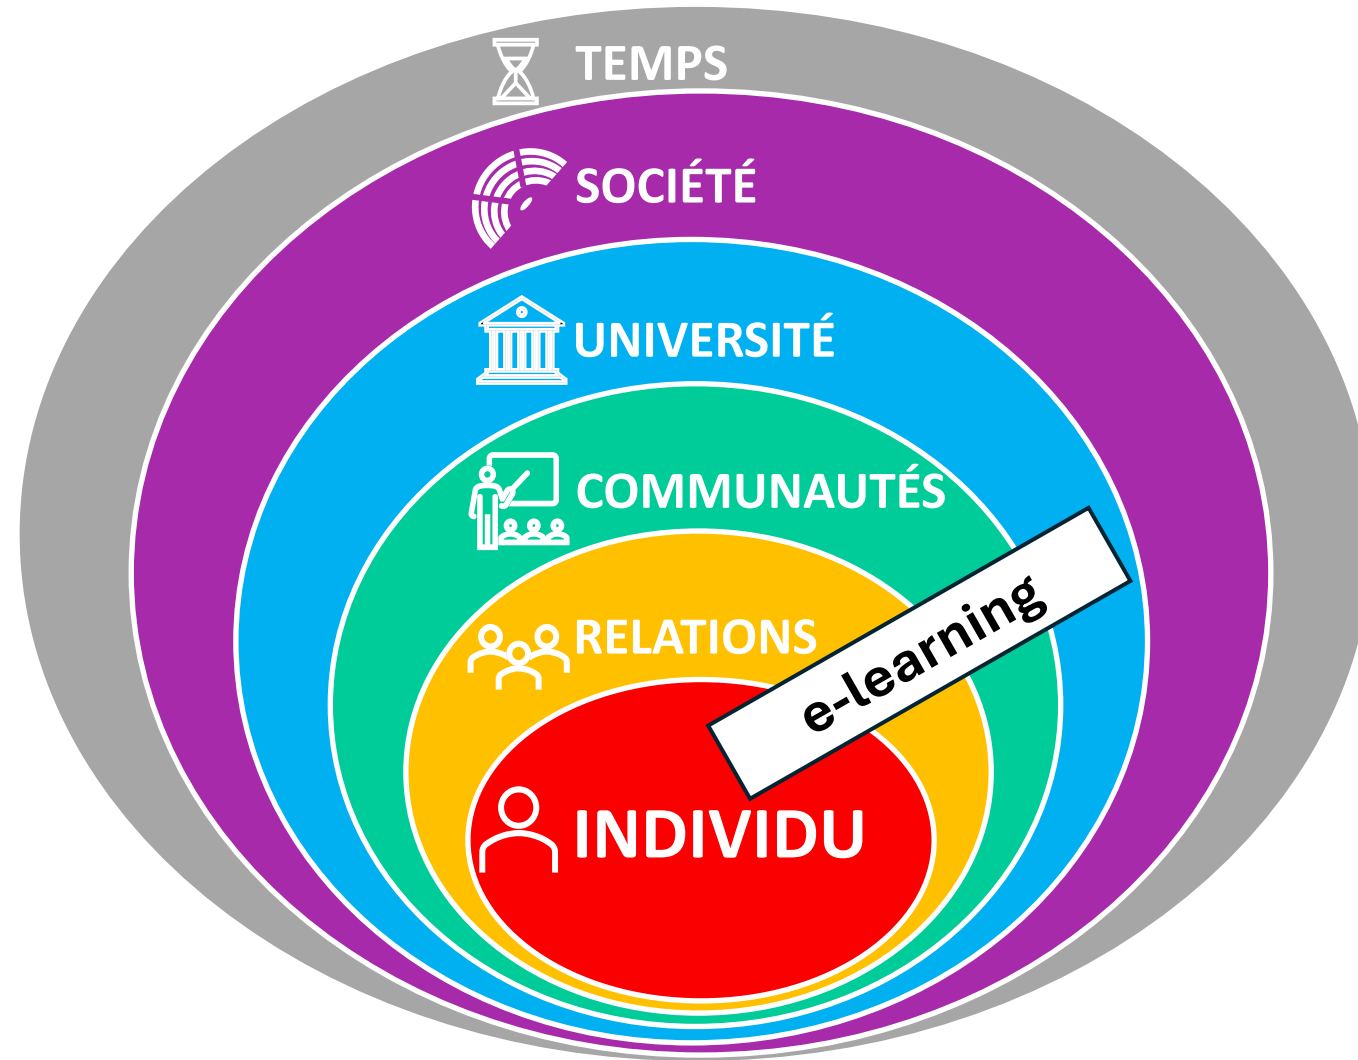 TEMPS
SOCIÉTÉ
UNIVERSITÉ
COMMUNAUTÉS
RELATIONS
e-learning
INDIVIDU